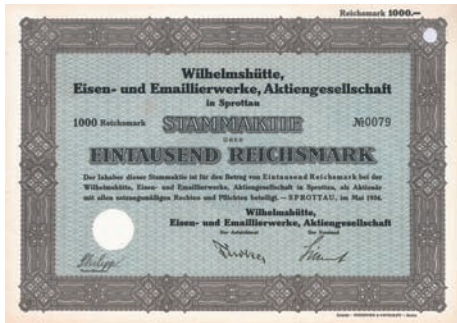 Reichsmark 1000.—
Wilhelmshütte,
Eisen- und Emaillierwerke, Aktiengesellschaft
in Sprottau
1000 Reichsmark STAMMAKTIE №0079
ÜBER
EINTAUSEND REICHSMARK
Der Inhaber dieser Stammaktie ist für den Betrag von Eintausend Reichsmark bei der
Wilhelmshütte, Eisen- und Emaillierwerke, Aktiengesellschaft in Sprottau, als Aktionär
mit allen satzungsmäßigen Rechten und Pflichten beteiligt. — SPROTTAU, im Mai 1934.
Wilhelmshütte,
Eisen- und Emaillierwerke, Aktiengesellschaft
Der Aufsichtsrat Der Vorstand